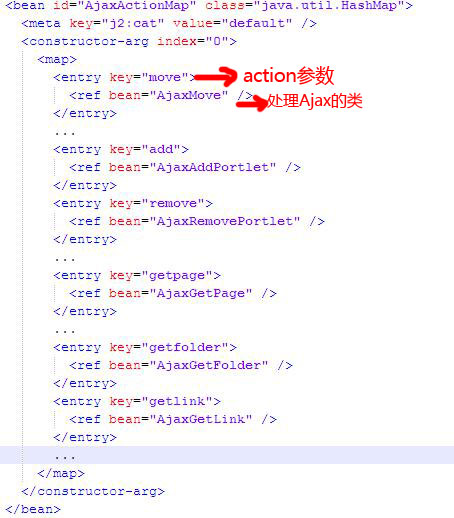 <bean id="AjaxActionMap" class="java.util.HashMap">
<meta key="j2:cat" value="default" />
<constructor-arg index="0">
<map>
<entry key="move"> action参数
<ref bean="AjaxMove" /> 处理Ajax的类
</entry>
...
<entry key="add">
<ref bean="AjaxAddPortlet" />
</entry>
<entry key="remove">
<ref bean="AjaxRemovePortlet" />
</entry>
...
<entry key="getpage">
<ref bean="AjaxGetPage" />
</entry>
...
<entry key="getfolder">
<ref bean="AjaxGetFolder" />
</entry>
<entry key="getlink">
<ref bean="AjaxGetLink" />
</entry>
...
</map>
</constructor-arg>
</bean>